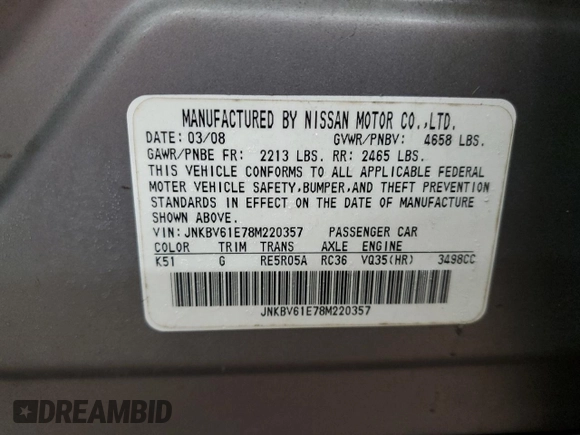 MANUFACTURED BY NISSAN MOTOR CO.,LTD.
DATE: 03/08 GVWR/PNBV: 4658 LBS.
GAWR/PNBE FR: 2213 LBS. RR: 2465 LBS.
THIS VEHICLE CONFORMS TO ALL APPLICABLE FEDERAL
MOTER VEHICLE SAFETY,BUMPER,AND THEFT PREVENTION
STANDARDS IN EFFECT ON THE DATE OF MANUFACTURE
SHOWN ABOVE.
VIN: JNKBV61E78M220357 PASSENGER CAR
COLOR TRIM TRANS AXLE ENGINE
K51 G RE5R05A RC36 VQ35(HR) 3498CC
JNKBV61E78M220357
DREAMBID